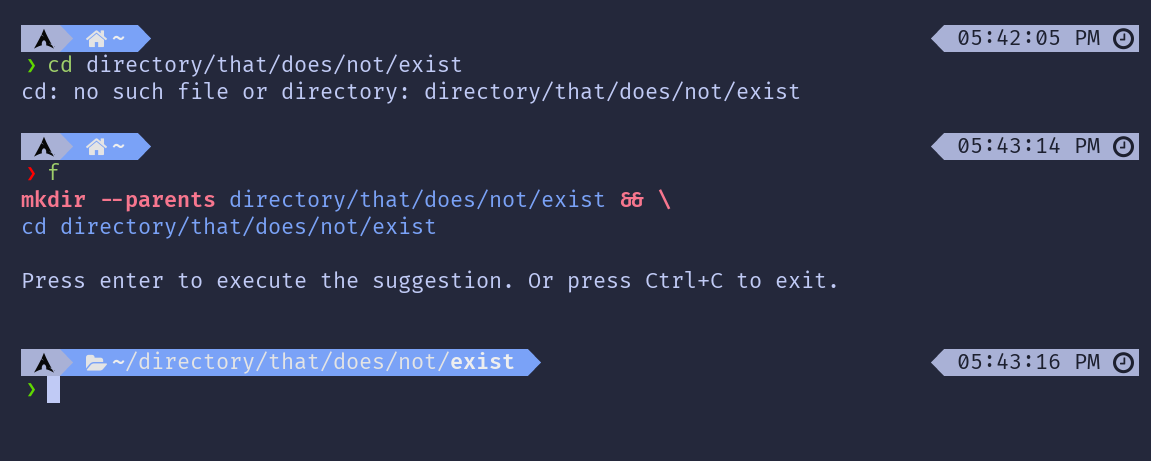 ~ 05:42:05 PM
❯ cd directory/that/does/not/exist
cd: no such file or directory: directory/that/does/not/exist
~ 05:43:14 PM
❯ f
mkdir --parents directory/that/does/not/exist && \
cd directory/that/does/not/exist
Press enter to execute the suggestion. Or press Ctrl+C to exit.
~/directory/that/does/not/exist 05:43:16 PM
❯